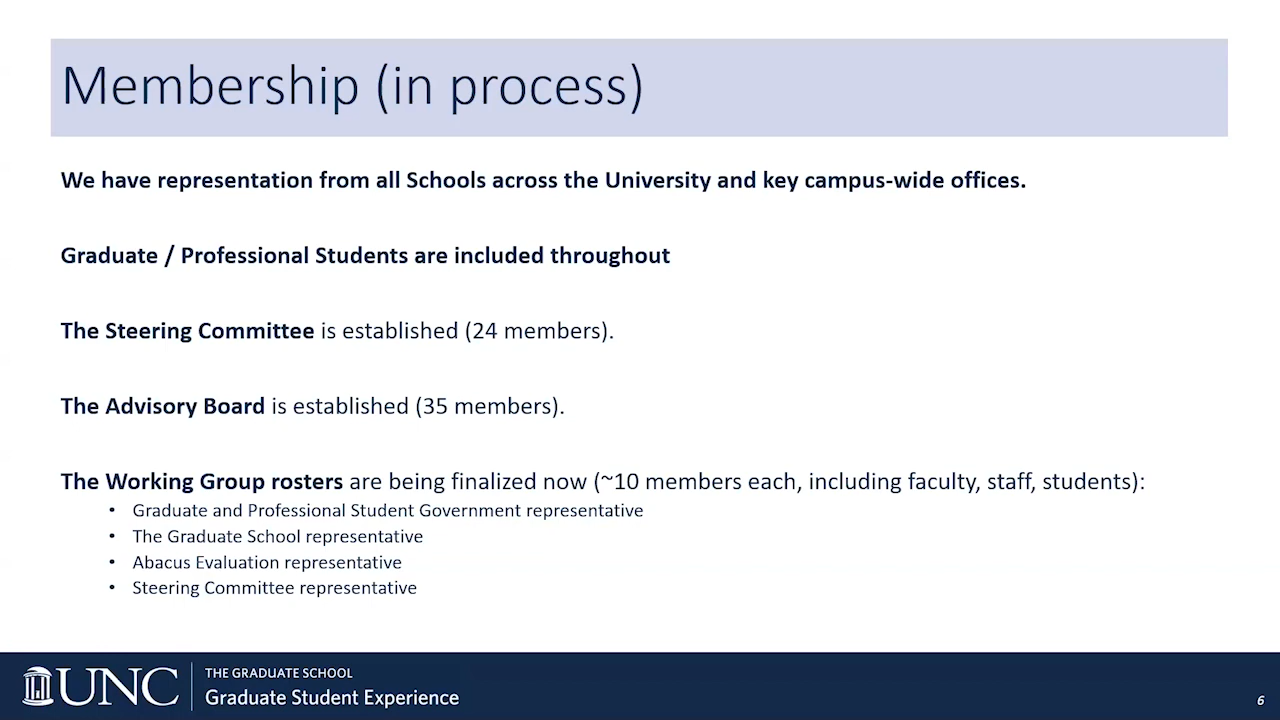 Membership (in process)
We have representation from all Schools across the University and key campus-wide offices.
Graduate / Professional Students are included throughout
The Steering Committee is established (24 members).
The Advisory Board is established (35 members).
The Working Group rosters are being finalized now (~10 members each, including faculty, staff, students):
• Graduate and Professional Student Government representative
• The Graduate School representative
• Abacus Evaluation representative
• Steering Committee representative
UNC
THE GRADUATE SCHOOL
Graduate Student Experience
6